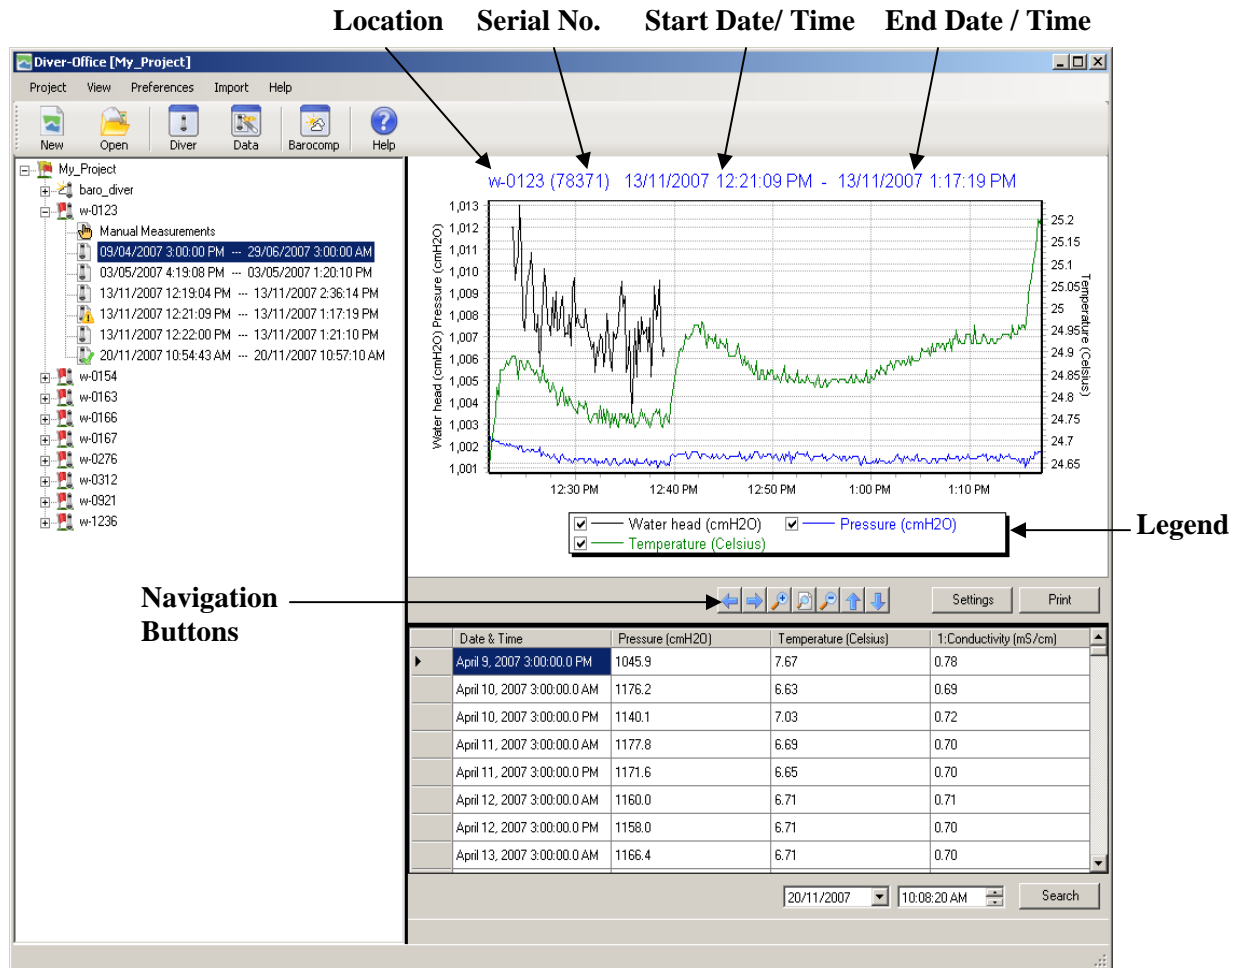 Location Serial No. Start Date/ Time End Date / Time
Diver-Office [My_Project]
Project View Preferences Import Help
New Open Diver Data Barocomp Help
My_Project
baro_diver
w-0123
Manual Measurements
09/04/2007 3:00:00 PM --- 29/06/2007 3:00:00 AM
03/05/2007 4:19:08 PM --- 03/05/2007 1:20:10 PM
13/11/2007 12:19:04 PM --- 13/11/2007 2:36:14 PM
13/11/2007 12:21:09 PM --- 13/11/2007 1:17:19 PM
13/11/2007 12:22:00 PM --- 13/11/2007 1:21:10 PM
20/11/2007 10:54:43 AM --- 20/11/2007 10:57:10 AM
w-0154
w-0163
w-0166
w-0167
w-0276
w-0312
w-0921
w-1236
w-0123 (78371) 13/11/2007 12:21:09 PM - 13/11/2007 1:17:19 PM
Water head (cmH2O) Pressure (cmH2O)
1,013
1,012
1,011
1,010
1,009
1,008
1,007
1,006
1,005
1,004
1,003
1,002
1,001
25.2
25.15
25.1
25.05
25
24.95
24.9
24.85
24.8
24.75
24.7
24.65
Temperature (Celsius)
12:30 PM 12:40 PM 12:50 PM 1:00 PM 1:10 PM
Water head (cmH2O) Pressure (cmH2O)
Temperature (Celsius)
Legend
Navigation
Buttons
Settings Print
Date & Time Pressure (cmH2O) Temperature (Celsius) 1:Conductivity (mS/cm)
April 9, 2007 3:00:00.0 PM 1045.9 7.67 0.78
April 10, 2007 3:00:00.0 AM 1176.2 6.63 0.69
April 10, 2007 3:00:00.0 PM 1140.1 7.03 0.72
April 11, 2007 3:00:00.0 AM 1177.8 6.69 0.70
April 11, 2007 3:00:00.0 PM 1171.6 6.65 0.70
April 12, 2007 3:00:00.0 AM 1160.0 6.71 0.71
April 12, 2007 3:00:00.0 PM 1158.0 6.71 0.70
April 13, 2007 3:00:00.0 AM 1166.4 6.71 0.70
20/11/2007 10:08:20 AM Search